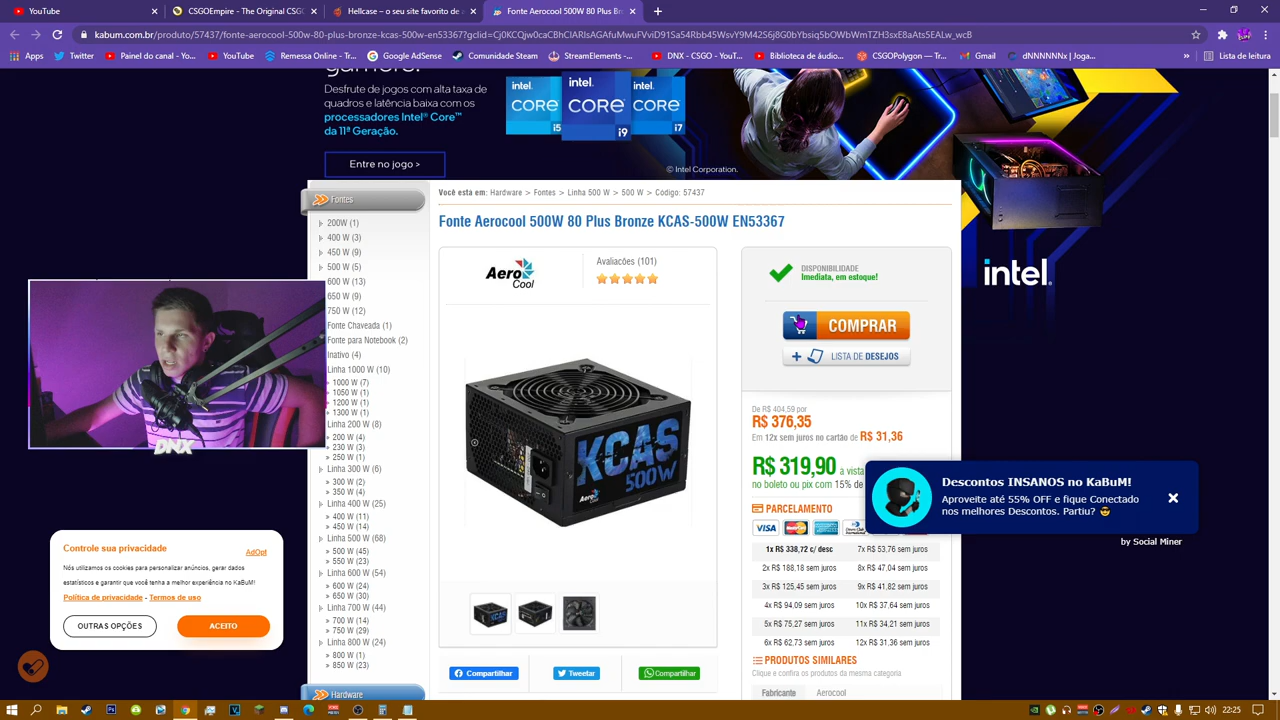 YouTube
CSGOEmpire - The Original CSGO
Hellcase - o seu site favorito de a
Fonte Aerocool 500W 80 Plus Bro
kabum.com.br/produto/57437/fonte-aerocool-500w-80-plus-bronze-kcas-500w-en53367?gclid=Cj0KCQjw0caCBhCIARIsAGAfuMwuFVviD91Sa54Rbb45WsvY9M42S6j8G0bYbsiq5bOWbWmTZH3sxE8aAts5EALw_wcB
Apps
Twitter
Painel do canal - Yo...
YouTube
Remessa Online - Tr...
Google AdSense
Comunidade Steam
StreamElements -...
DNX - CSGO - YouT...
Biblioteca de áudio...
CSGOPolygon — Tr...
Gmail
dNNNNNx | Joga...
»
Lista de leitura
gamers.
Desfrute de jogos com alta taxa de
quadros e latência baixa com os
processadores Intel® Core™
da 11ª Geração.
Entre no jogo >
intel
CORE
i5
intel.
CORE
i9
intel
CORE
i7
© Intel Corporation.
intel.
Você esta em: Hardware > Fontes > Linha 500 W > 500 W > Código: 57437
Fonte Aerocool 500W 80 Plus Bronze KCAS-500W EN53367
Fontes
200W (1)
400 W (3)
450 W (9)
500 W (5)
600 W (13)
650 W (9)
750 W (12)
Fonte Chaveada (1)
Fonte para Notebook (2)
Inativo (4)
Linha 1000 W (10)
1000 W (7)
1050 W (1)
1200 W (1)
1300 W (1)
Linha 200 W (8)
200 W (4)
230 W (3)
250 W (1)
Linha 300 W (6)
300 W (2)
350 W (4)
Linha 400 W (25)
400 W (11)
450 W (14)
Linha 500 W (68)
500 W (45)
550 W (23)
Linha 600 W (54)
600 W (24)
650 W (30)
Linha 700 W (44)
700 W (14)
750 W (29)
Linha 800 W (24)
800 W (1)
850 W (23)
Hardware
DNX
Controle sua privacidade
AdOpt
Nós utilizamos os cookies para personalizar anúncios, gerar dados
estatísticos e garantir que você tenha a melhor experiência no KaBuM!
Política de privacidade - Termos de uso
OUTRAS OPÇÕES
ACEITO
Aero
Cool
Avaliacões (101)
KCAS
500W
Aero
Compartilhar
Tweetar
Compartilhar
DISPONIBILIDADE
Imediata, em estoque!
COMPRAR
+ LISTA DE DESEJOS
De R$ 404,59 por
R$ 376,35
Em 12x sem juros no cartão de R$ 31,36
R$ 319,90 à vista
no boleto ou pix com 15% de
PARCELAMENTO
VISA
1x R$ 338,72 c/ desc
7x R$ 53,76 sem juros
2x R$ 188,18 sem juros
8x R$ 47,04 sem juros
3x R$ 125,45 sem juros
9x R$ 41,82 sem juros
4x R$ 94,09 sem juros
10x R$ 37,64 sem juros
5x R$ 75,27 sem juros
11x R$ 34,21 sem juros
6x R$ 62,73 sem juros
12x R$ 31,36 sem juros
PRODUTOS SIMILARES
Clique e confira os produtos da mesma categoria
Fabricante
Aerocool
Descontos INSANOS no KaBuM!
Aproveite até 55% OFF e fique Conectado
nos melhores Descontos. Partiu? 😎
by Social Miner
22:25